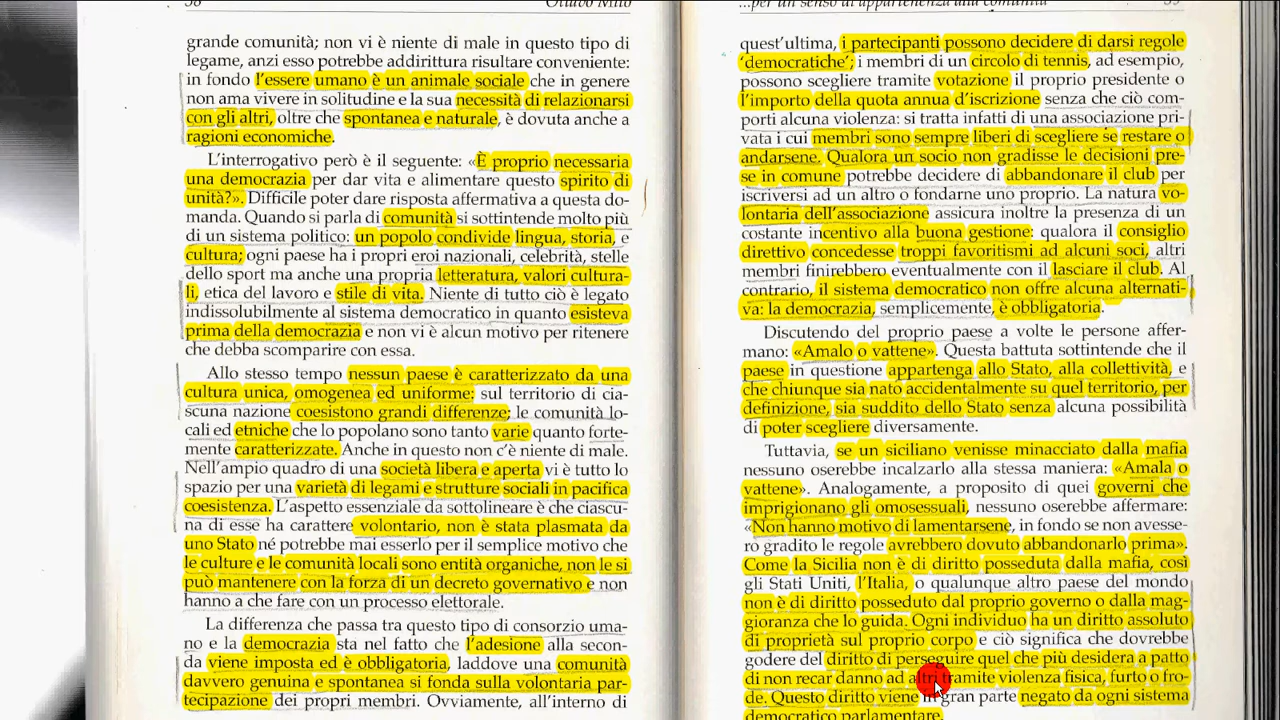 58
Ottavo Mito
grande comunità; non vi è niente di male in questo tipo di
legame, anzi esso potrebbe addirittura risultare conveniente:
in fondo l'essere umano è un animale sociale che in genere
non ama vivere in solitudine e la sua necessità di relazionarsi
con gli altri, oltre che spontanea e naturale, è dovuta anche a
ragioni economiche.
L'interrogativo però è il seguente: «È proprio necessaria
una democrazia per dar vita e alimentare questo spirito di
unità?». Difficile poter dare risposta affermativa a questa do-
manda. Quando si parla di comunità si sottintende molto più
di un sistema politico: un popolo condivide lingua, storia, e
cultura; ogni paese ha i propri eroi nazionali, celebrità, stelle
dello sport ma anche una propria letteratura, valori cultura-
li, etica del lavoro e stile di vita. Niente di tutto ciò è legato
indissolubilmente al sistema democratico in quanto esisteva
prima della democrazia e non vi è alcun motivo per ritenere
che debba scomparire con essa.
Allo stesso tempo nessun paese è caratterizzato da una
cultura unica, omogenea ed uniforme: sul territorio di cia-
scuna nazione coesistono grandi differenze; le comunità lo-
cali ed etniche che lo popolano sono tanto varie quanto forte-
mente caratterizzate. Anche in questo non c'è niente di male.
Nell'ampio quadro di una società libera e aperta vi è tutto lo
spazio per una varietà di legami e strutture sociali in pacifica
coesistenza. L'aspetto essenziale da sottolineare è che ciascu-
na di esse ha carattere volontario, non è stata plasmata da
uno Stato né potrebbe mai esserlo per il semplice motivo che
le culture e le comunità locali sono entità organiche, non le si
può mantenere con la forza di un decreto governativo e non
hanno a che fare con un processo elettorale.
La differenza che passa tra questo tipo di consorzio uma-
no e la democrazia sta nel fatto che l'adesione alla secon-
da viene imposta ed è obbligatoria, laddove una comunità
davvero genuina e spontanea si fonda sulla volontaria par-
tecipazione dei propri membri. Ovviamente, all'interno di
...per un senso di appartenenza alla comunità
quest'ultima, i partecipanti possono decidere di darsi regole
'democratiche'; i membri di un circolo di tennis, ad esempio,
possono scegliere tramite votazione il proprio presidente o
l'importo della quota annua d'iscrizione senza che ciò com-
porti alcuna violenza: si tratta infatti di una associazione pri-
vata i cui membri sono sempre liberi di scegliere se restare o
andarsene. Qualora un socio non gradisse le decisioni pre-
se in comune potrebbe decidere di abbandonare il club per
iscriversi ad un altro o fondarne uno proprio. La natura vo-
lontaria dell'associazione assicura inoltre la presenza di un
costante incentivo alla buona gestione: qualora il consiglio
direttivo concedesse troppi favoritismi ad alcuni soci, altri
membri finirebbero eventualmente con il lasciare il club. Al
contrario, il sistema democratico non offre alcuna alternati-
va: la democrazia, semplicemente, è obbligatoria.
Discutendo del proprio paese a volte le persone affer-
mano: «Amalo o vattene». Questa battuta sottintende che il
paese in questione appartenga allo Stato, alla collettività, e
che chiunque sia nato accidentalmente su quel territorio, per
definizione, sia suddito dello Stato senza alcuna possibilità
di poter scegliere diversamente.
Tuttavia, se un siciliano venisse minacciato dalla mafia
nessuno oserebbe incalzarlo alla stessa maniera: «Amala o
vattene». Analogamente, a proposito di quei governi che
imprigionano gli omosessuali, nessuno oserebbe affermare:
«Non hanno motivo di lamentarsene, in fondo se non avesse-
ro gradito le regole avrebbero dovuto abbandonarlo prima».
Come la Sicilia non è di diritto posseduta dalla mafia, così
gli Stati Uniti, l'Italia, o qualunque altro paese del mondo
non è di diritto posseduto dal proprio governo o dalla mag-
gioranza che lo guida. Ogni individuo ha un diritto assoluto
di proprietà sul proprio corpo e ciò significa che dovrebbe
godere del diritto di perseguire quel che più desidera a patto
di non recar danno ad altri tramite violenza fisica, furto o fro-
de. Questo diritto viene in gran parte negato da ogni sistema
democratico parlamentare.